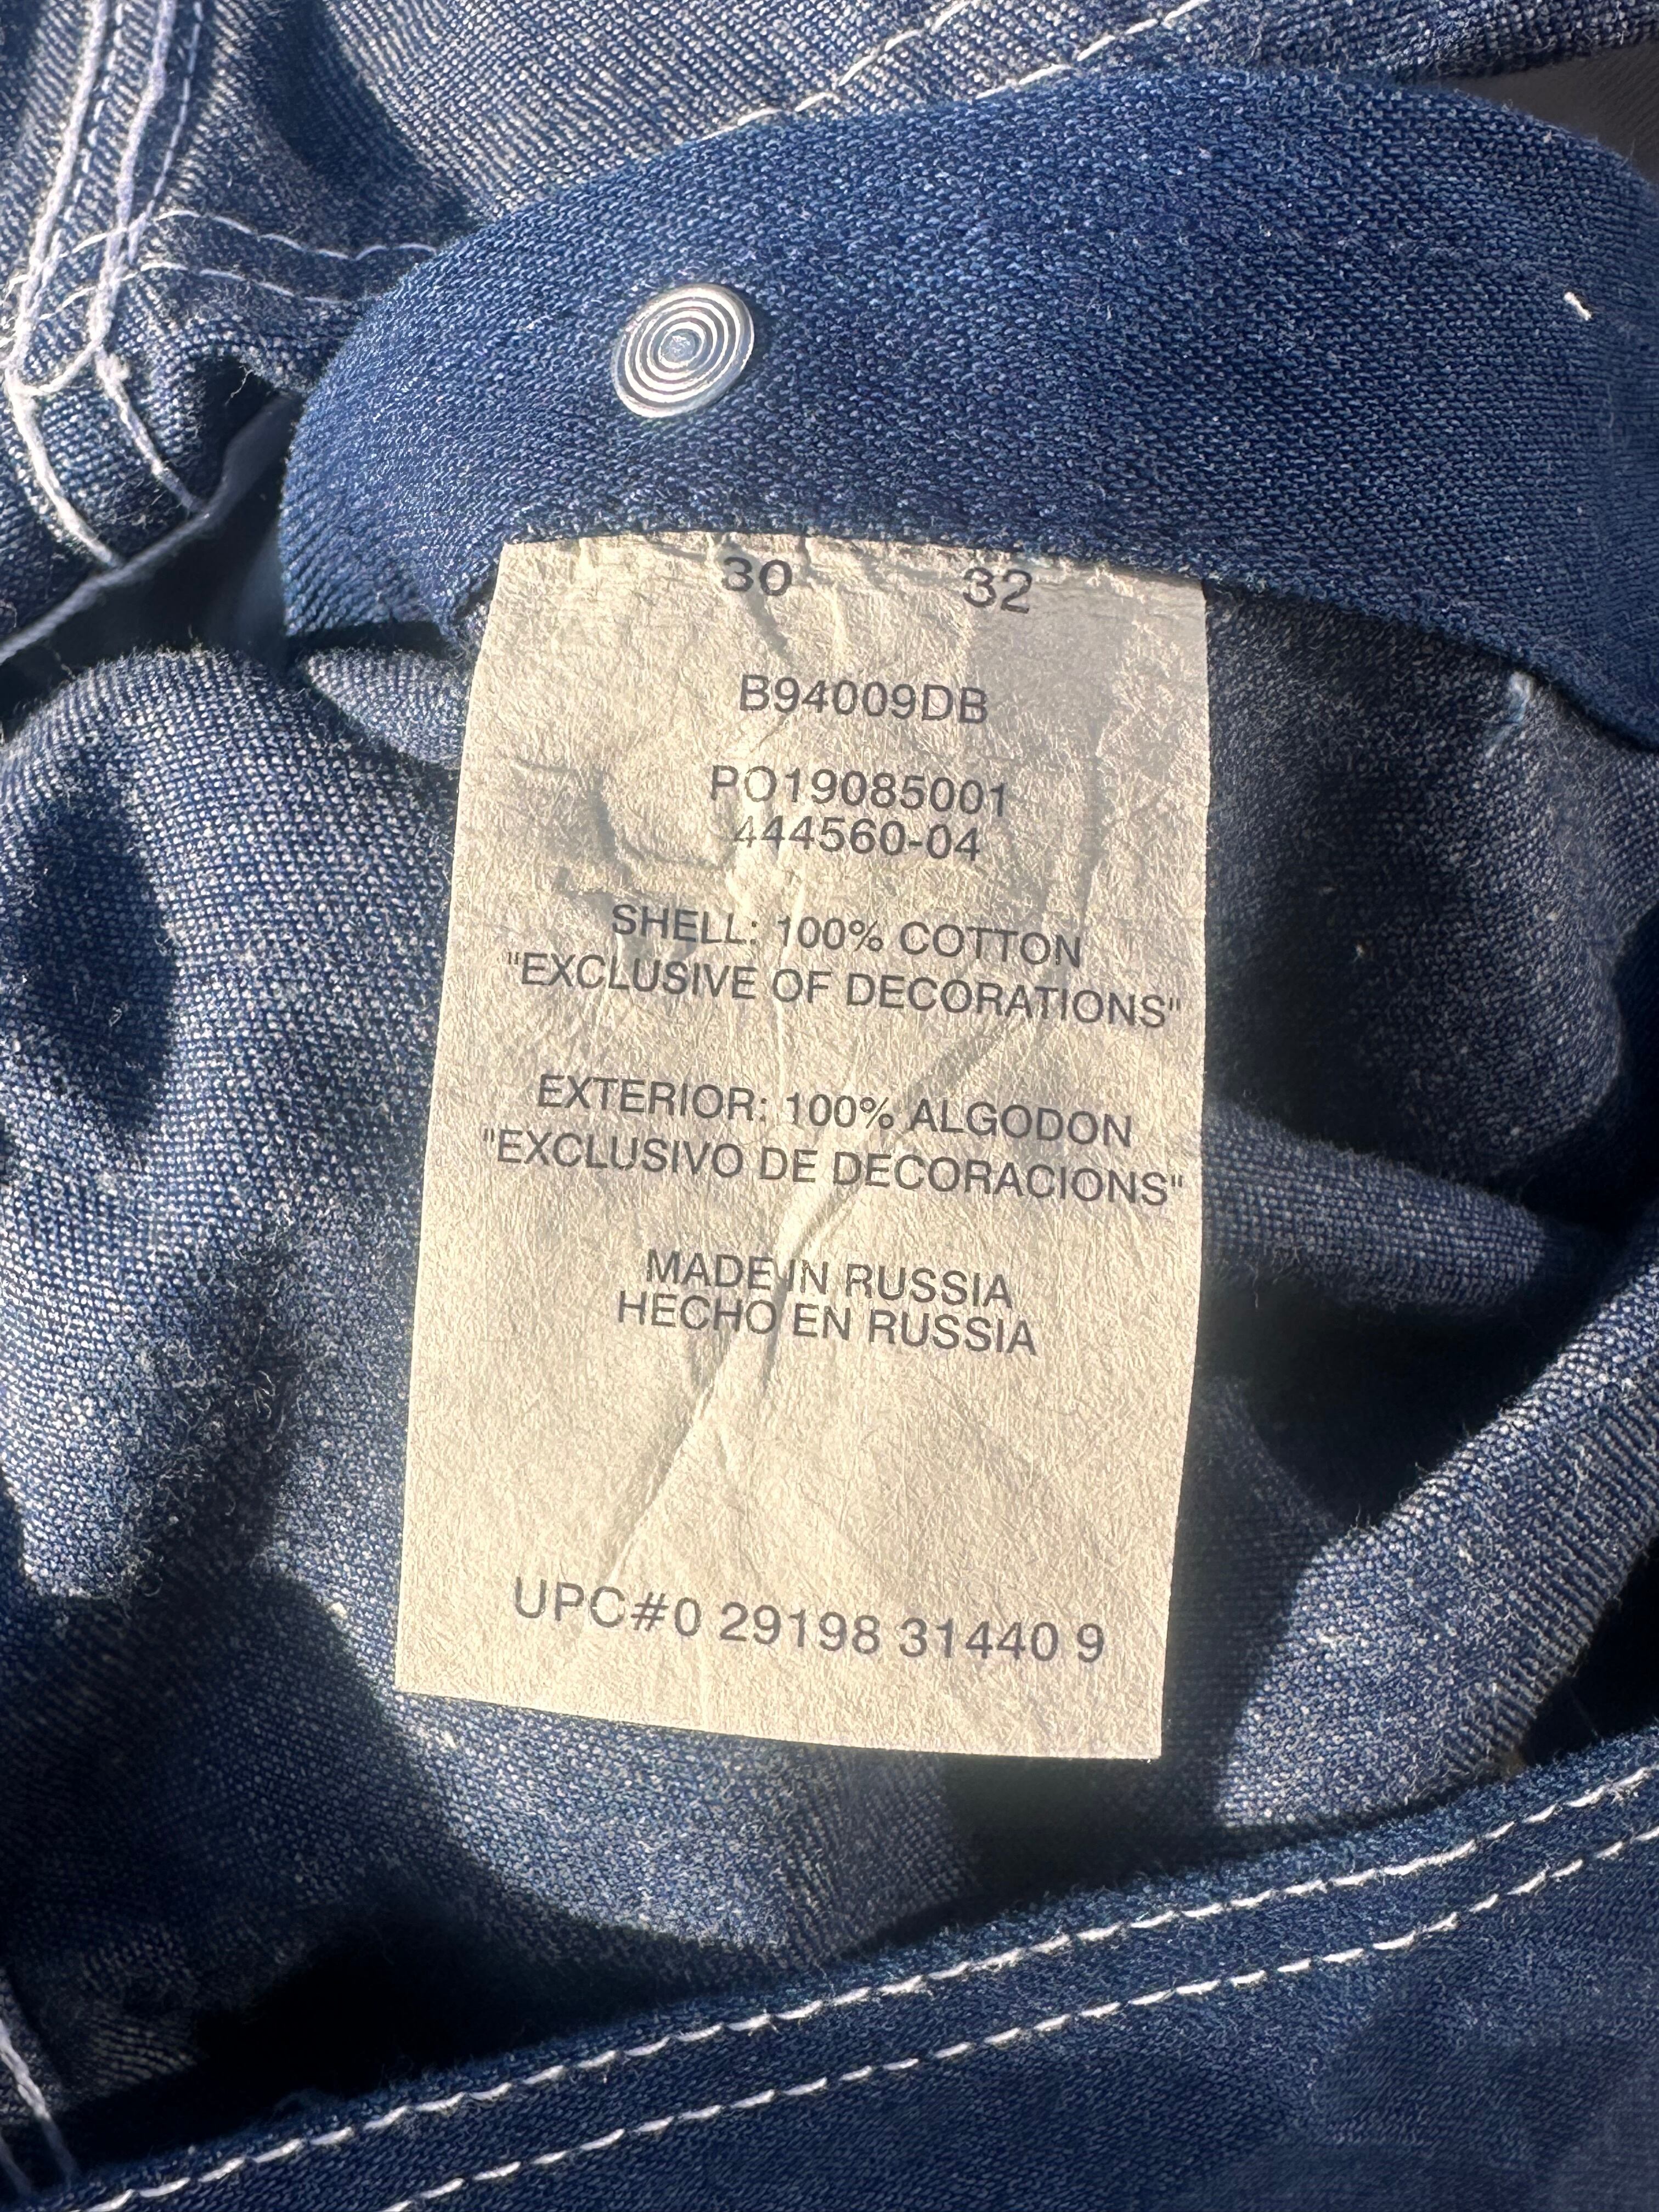 30 32
B94009DB
PO19085001
444560-04
SHELL: 100% COTTON
"EXCLUSIVE OF DECORATIONS"
EXTERIOR: 100% ALGODON
"EXCLUSIVO DE DECORACIONS"
MADE IN RUSSIA
HECHO EN RUSSIA
UPC#0 29198 31440 9